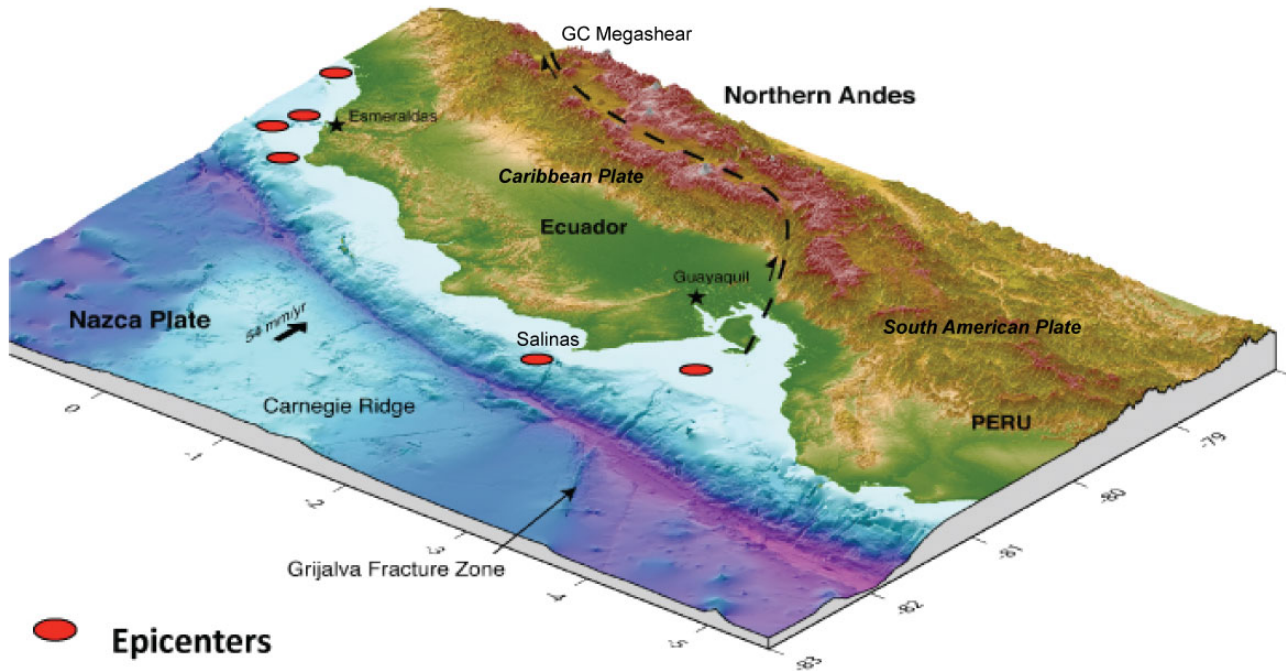 GC Megashear
Northern Andes
Esmeraldas
Caribbean Plate
Ecuador
Guayaquil
Nazca Plate
54 mm/yr
South American Plate
Salinas
Carnegie Ridge
PERU
Grijalva Fracture Zone
0
-1
-2
-3
-4
-5
-83
-82
-81
-80
-79
Epicenters